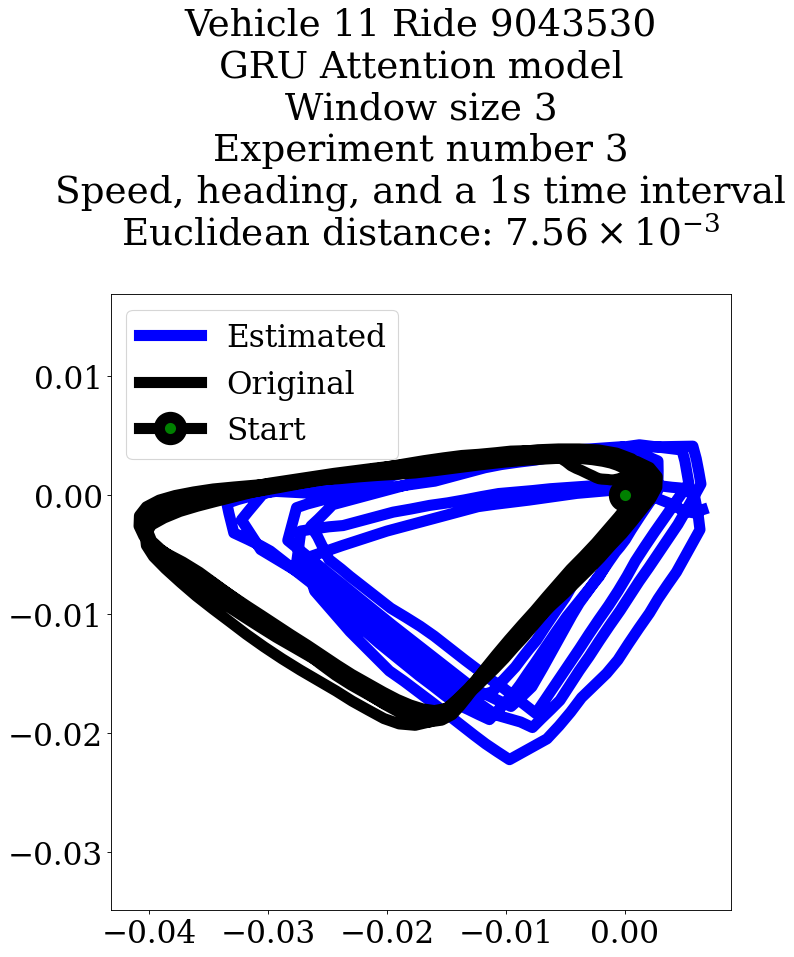 Vehicle 11 Ride 9043530
GRU Attention model
Window size 3
Experiment number 3
Speed, heading, and a 1s time interval
Euclidean distance: 7.56 × 10⁻³
Estimated
Original
Start
0.01
0.00
−0.01
−0.02
−0.03
−0.04 −0.03 −0.02 −0.01 0.00